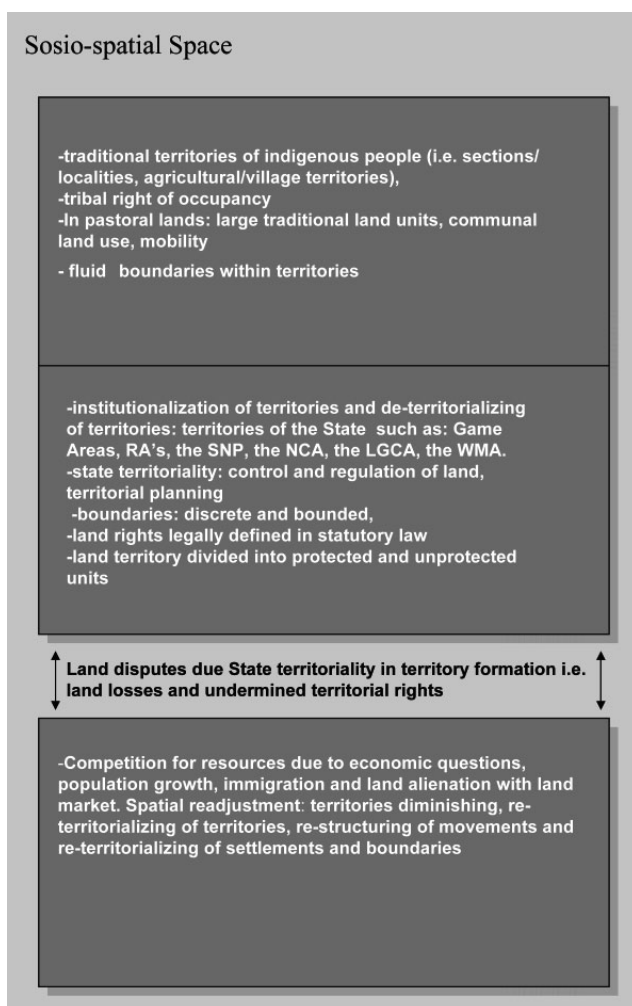 Sosio-spatial Space
-traditional territories of indigenous people (i.e. sections/
localities, agricultural/village territories),
-tribal right of occupancy
-In pastoral lands: large traditional land units, communal
land use, mobility
- fluid boundaries within territories
-institutionalization of territories and de-territorializing
of territories: territories of the State such as: Game
Areas, RA's, the SNP, the NCA, the LGCA, the WMA.
-state territoriality: control and regulation of land,
territorial planning
-boundaries: discrete and bounded,
-land rights legally defined in statutory law
-land territory divided into protected and unprotected
units
Land disputes due State territoriality in territory formation i.e.
land losses and undermined territorial rights
-Competition for resources due to economic questions,
population growth, immigration and land alienation with land
market. Spatial readjustment: territories diminishing, re-
territorializing of territories, re-structuring of movements and
re-territorializing of settlements and boundaries